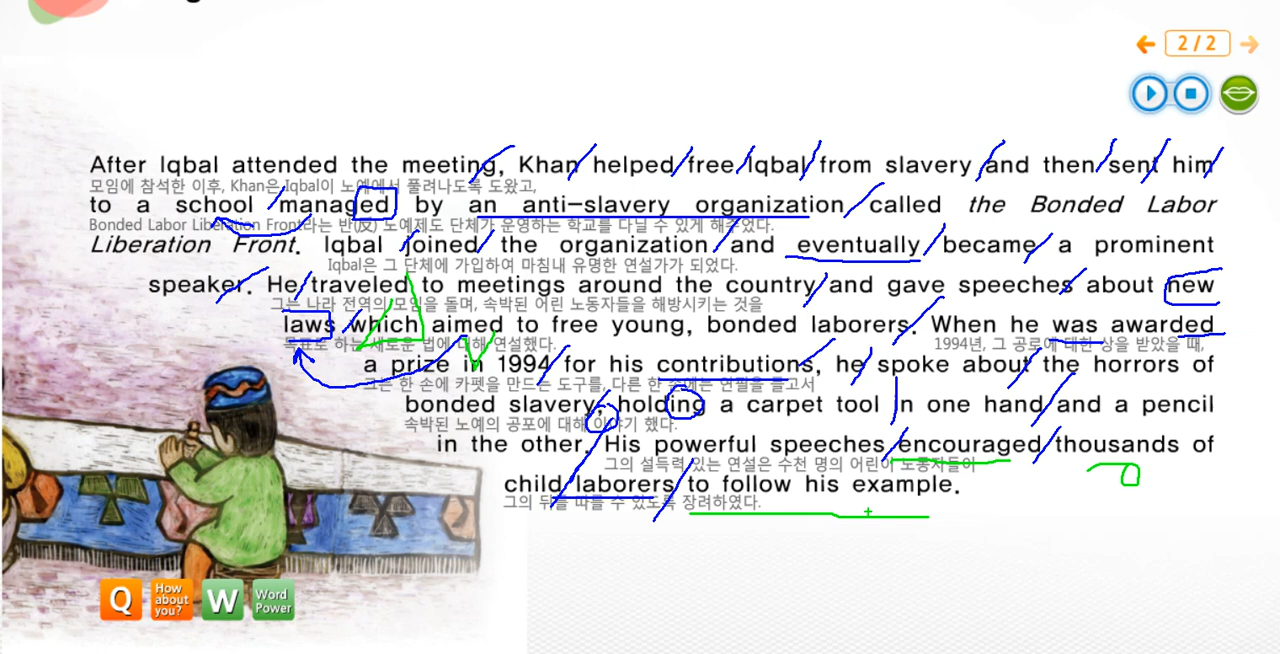 2 / 2
After Iqbal attended the meeting, Khan helped free Iqbal from slavery and then sent him
모임에 참석한 이후, Khan은 Iqbal이 노예에서 풀려나도록 도왔고,
to a school managed by an anti-slavery organization called the Bonded Labor
Bonded Labor Liberation Front라는 반(反) 노예제도 단체가 운영하는 학교를 다닐 수 있게 해주었다.
Liberation Front. Iqbal joined the organization and eventually became a prominent
Iqbal은 그 단체에 가입하여 마침내 유명한 연설가가 되었다.
speaker. He traveled to meetings around the country and gave speeches about new
그는 나라 전역의 모임을 돌며, 속박된 어린 노동자들을 해방시키는 것을
laws which aimed to free young, bonded laborers. When he was awarded
목표로 하는 새로운 법에 대해 연설했다. 1994년, 그 공로에 대한 상을 받았을 때,
a prize in 1994 for his contributions, he spoke about the horrors of
그는 한 손에 카펫을 만드는 도구를, 다른 한 손에는 연필을 들고서
bonded slavery, holding a carpet tool in one hand and a pencil
속박된 노예의 공포에 대해 이야기 했다.
in the other. His powerful speeches encouraged thousands of
그의 설득력 있는 연설은 수천 명의 어린이 노동자들이
child laborers to follow his example.
그의 뒤를 따를 수 있도록 장려하였다.
Q
How
about
you?
W
Word
Power